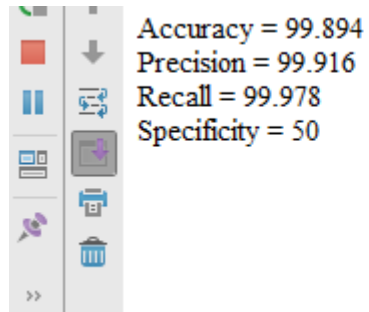 Accuracy = 99.894
Precision = 99.916
Recall = 99.978
Specificity = 50